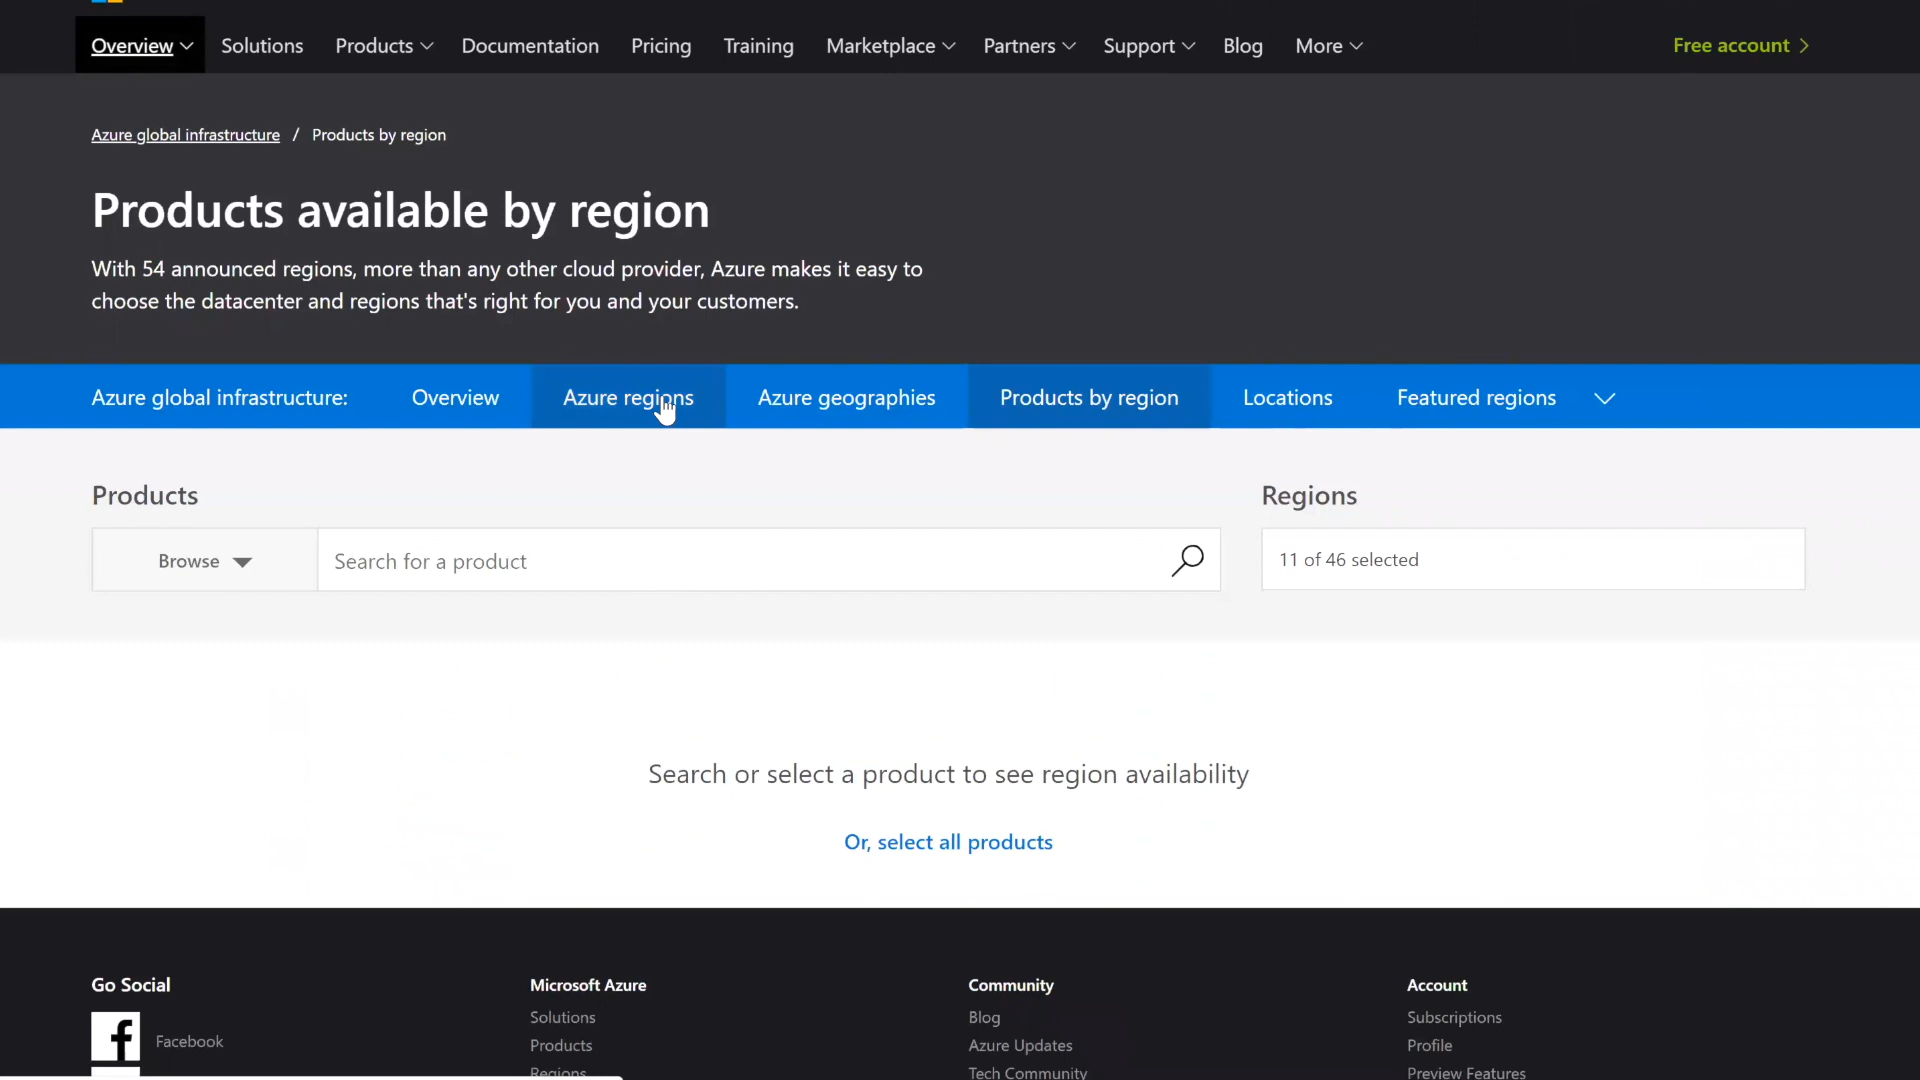 Overview Solutions Products Documentation Pricing Training Marketplace Partners Support Blog More Free account
Azure global infrastructure / Products by region
Products available by region
With 54 announced regions, more than any other cloud provider, Azure makes it easy to
choose the datacenter and regions that's right for you and your customers.
Azure global infrastructure: Overview Azure regions Azure geographies Products by region Locations Featured regions
Products Regions
Browse Search for a product 11 of 46 selected
Search or select a product to see region availability
Or, select all products
Go Social Microsoft Azure Community Account
Solutions Blog Subscriptions
Facebook Products Azure Updates Profile
Regions Tech Community Preview Features